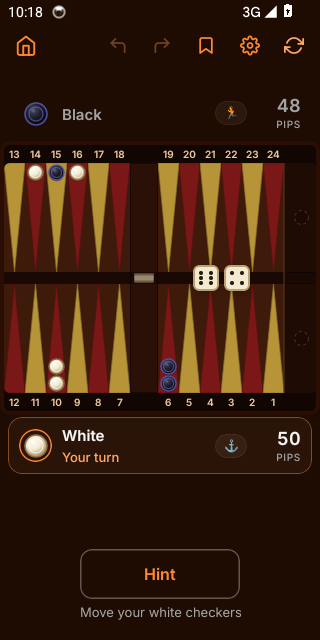 10:18
3G
Black
48
PIPS
13 14 15 16 17 18 19 20 21 22 23 24
12 11 10 9 8 7 6 5 4 3 2 1
White
Your turn
50
PIPS
Hint
Move your white checkers